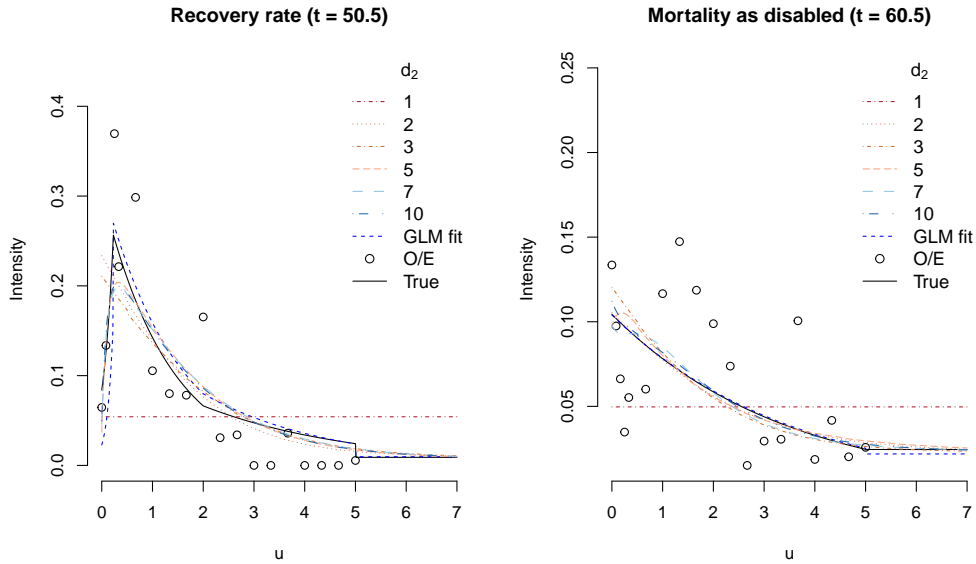 Recovery rate (t = 50.5)
Intensity
0.0
0.1
0.2
0.3
0.4
0 1 2 3 4 5 6 7
u
d2
1
2
3
5
7
10
GLM fit
O/E
True
Mortality as disabled (t = 60.5)
Intensity
0.05
0.10
0.15
0.20
0.25
0 1 2 3 4 5 6 7
u
d2
1
2
3
5
7
10
GLM fit
O/E
True